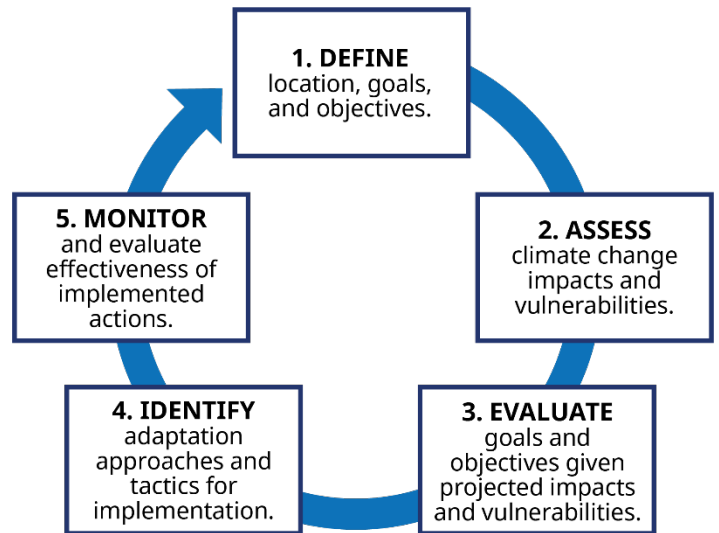 1. DEFINE
location, goals,
and objectives.
2. ASSESS
climate change
impacts and
vulnerabilities.
3. EVALUATE
goals and
objectives given
projected impacts
and vulnerabilities.
4. IDENTIFY
adaptation
approaches and
tactics for
implementation.
5. MONITOR
and evaluate
effectiveness of
implemented
actions.